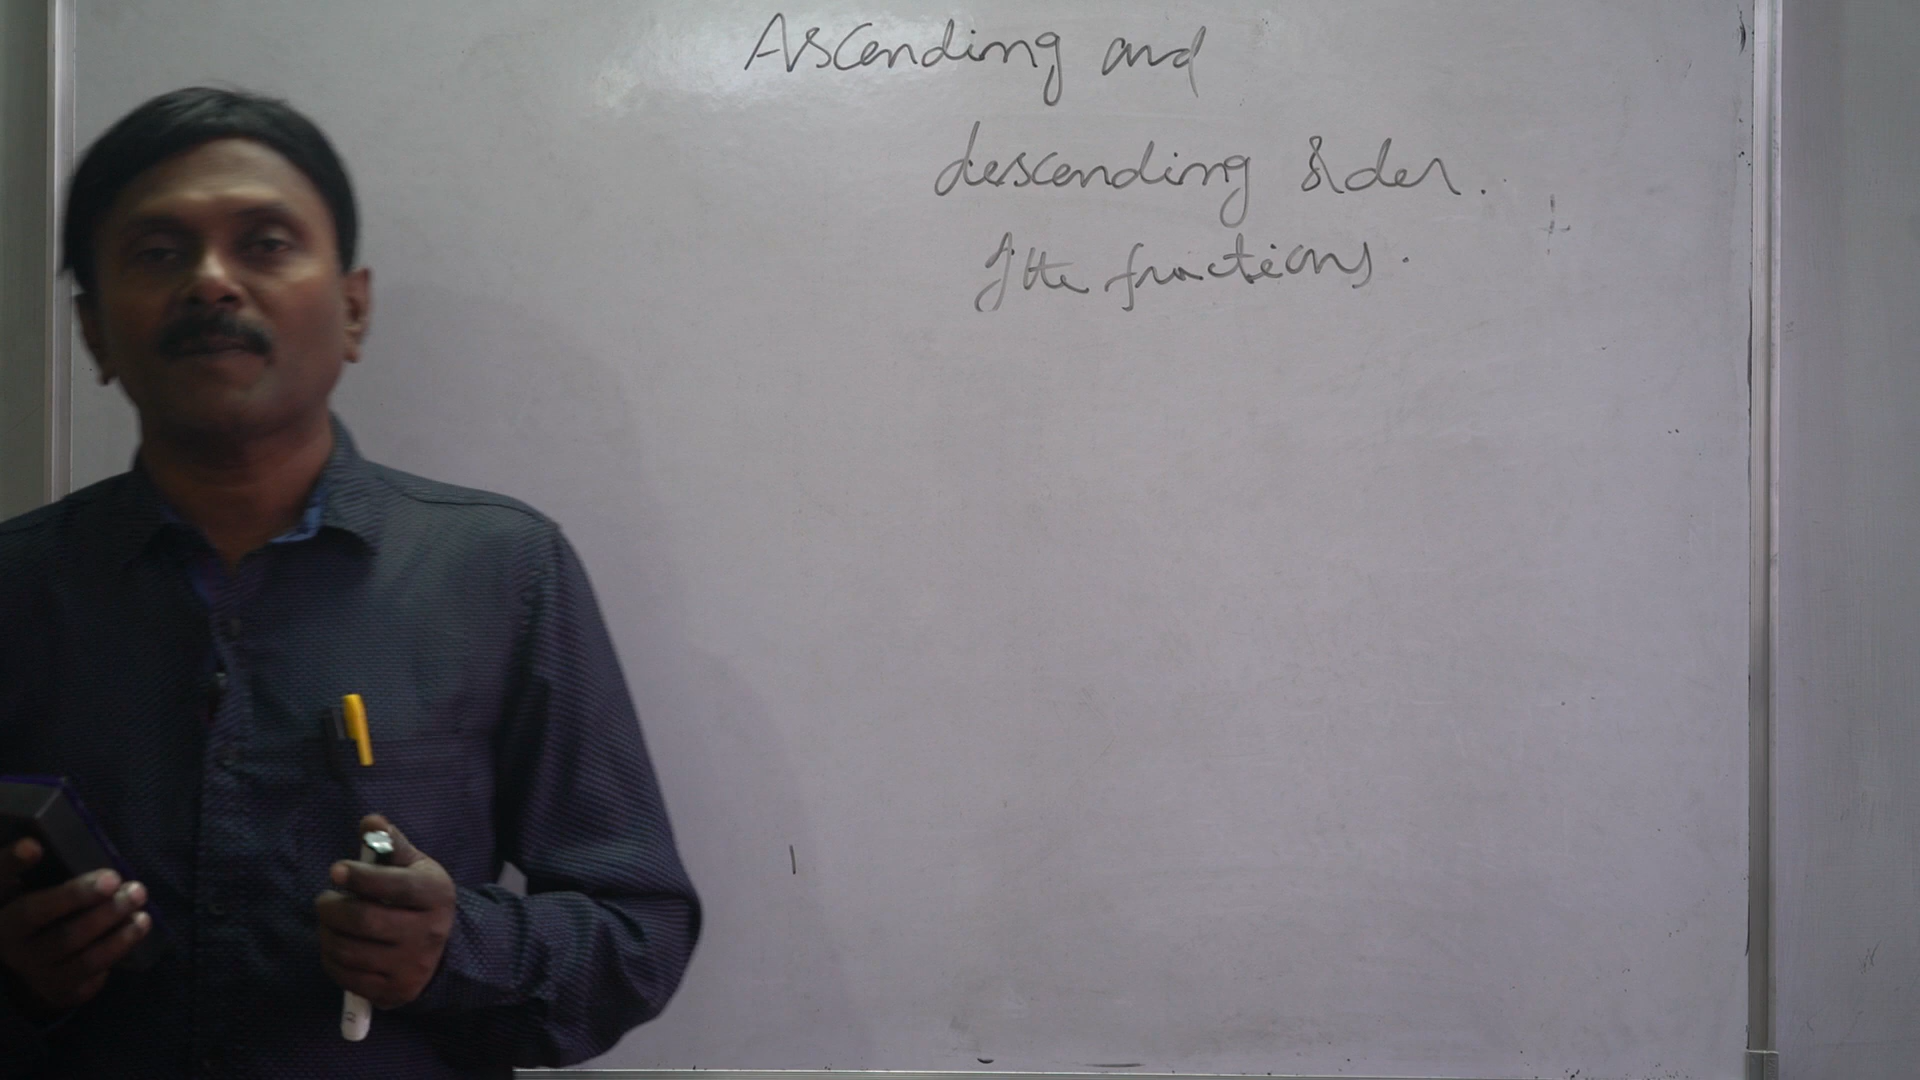 Ascending and
descending order.
of the fractions.